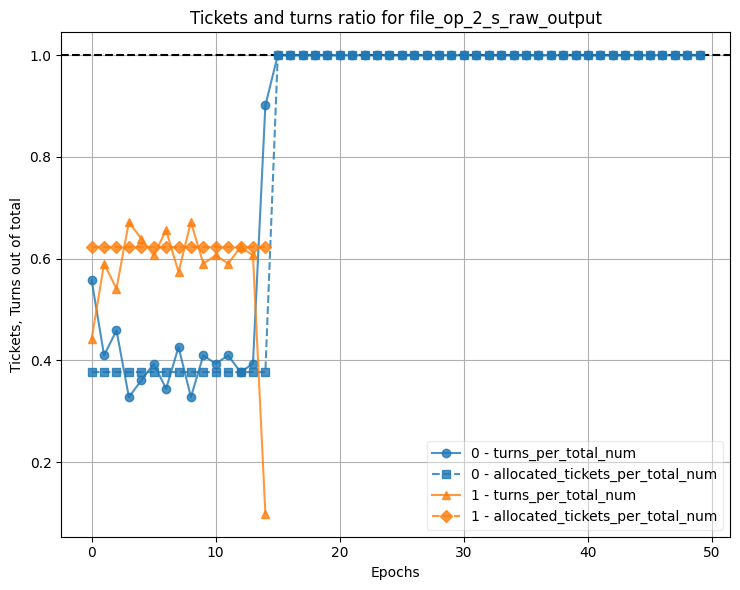 Tickets and turns ratio for file_op_2_s_raw_output
Tickets, Turns out of total
1.0
0.8
0.6
0.4
0.2
0 - turns_per_total_num
0 - allocated_tickets_per_total_num
1 - turns_per_total_num
1 - allocated_tickets_per_total_num
0 10 20 30 40 50
Epochs